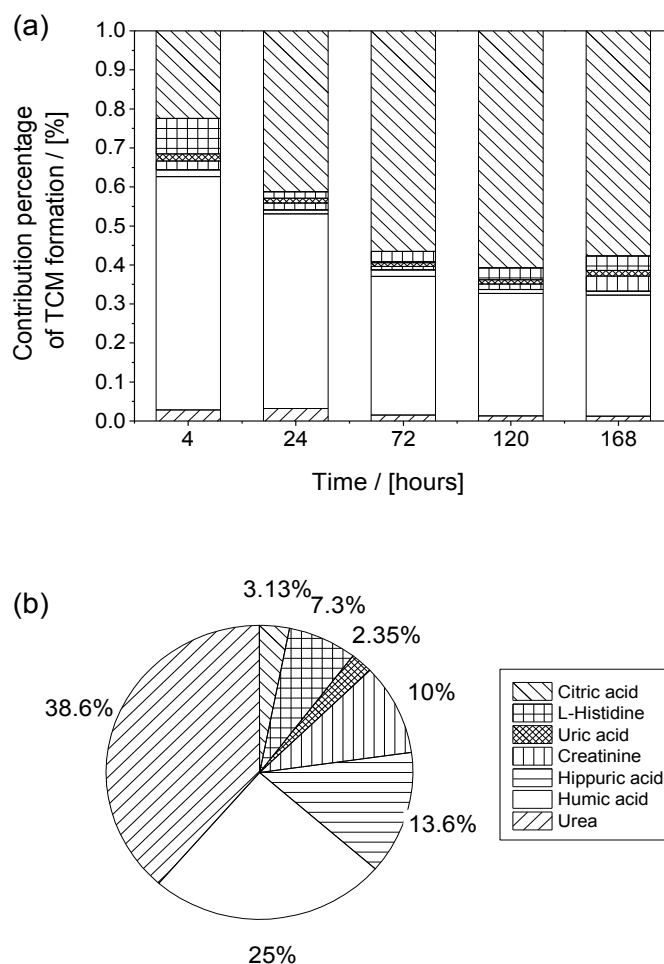 (a)
Contribution percentage
of TCM formation / [%]
1.0
0.9
0.8
0.7
0.6
0.5
0.4
0.3
0.2
0.1
0.0
4 24 72 120 168
Time / [hours]
(b)
3.13%
7.3%
2.35%
10%
13.6%
25%
38.6%
Citric acid
L-Histidine
Uric acid
Creatinine
Hippuric acid
Humic acid
Urea